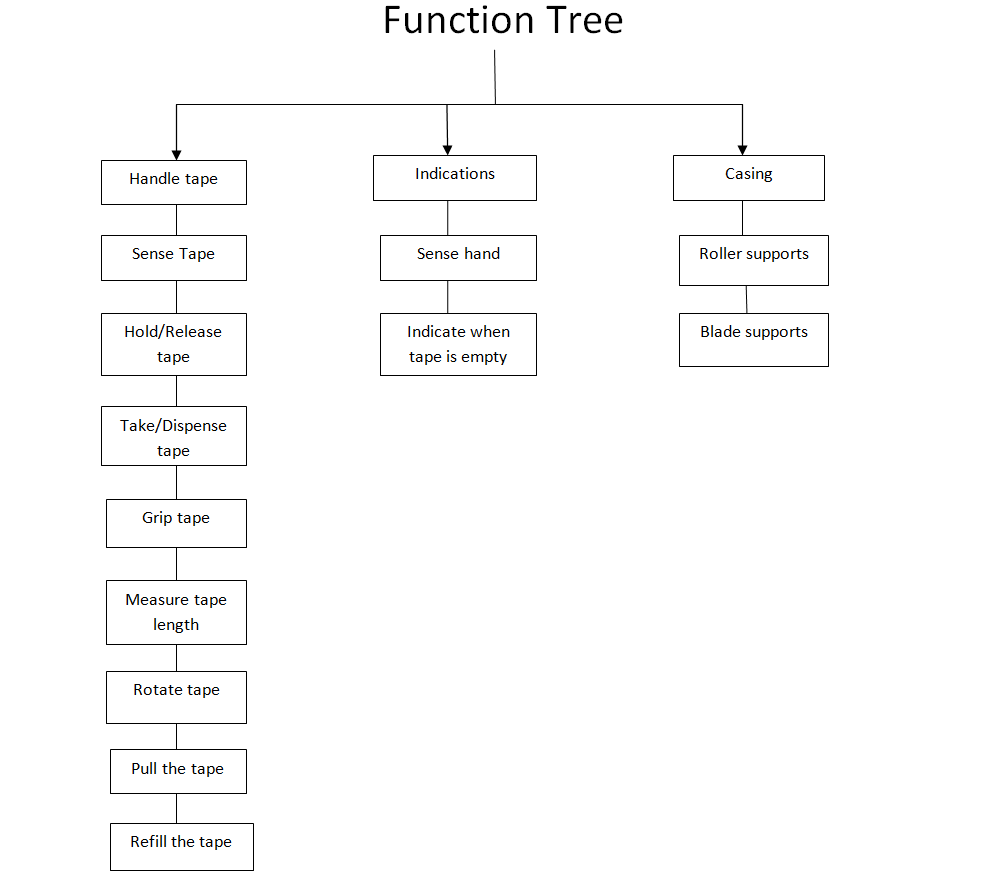 Function Tree
Handle tape
Sense Tape
Hold/Release
tape
Take/Dispense
tape
Grip tape
Measure tape
length
Rotate tape
Pull the tape
Refill the tape
Indications
Sense hand
Indicate when
tape is empty
Casing
Roller supports
Blade supports